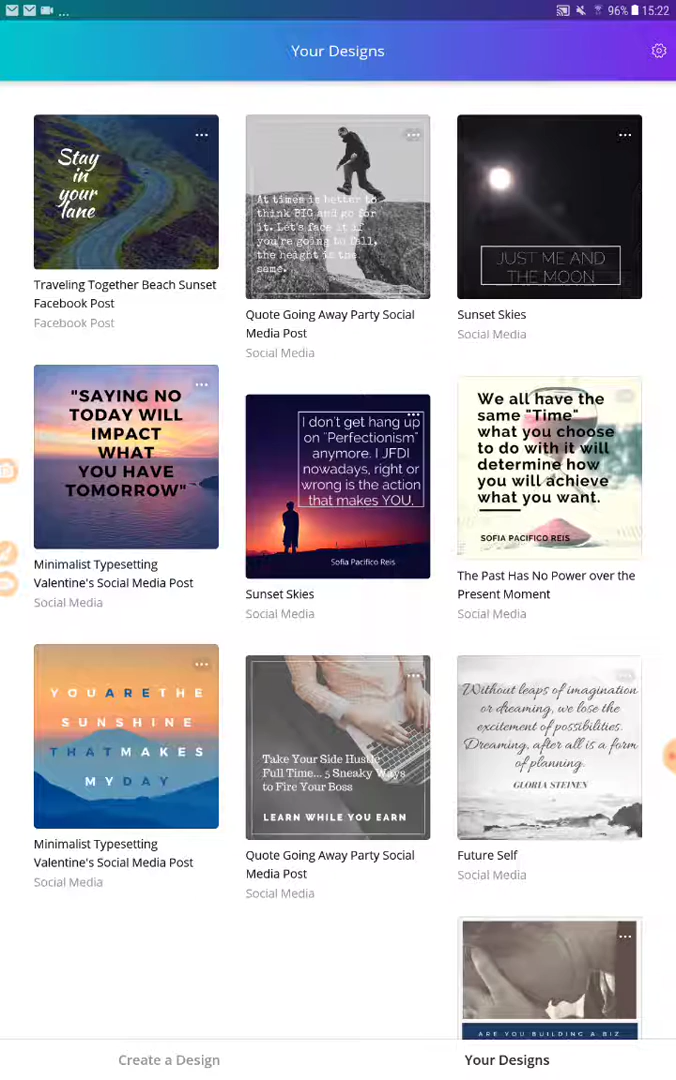 ... 96% 15:22
Your Designs
Stay
in
your
lane
Traveling Together Beach Sunset
Facebook Post
Facebook Post
At times is better to
think BIG and go for
it. Let's face it if
you're going to fall,
the height is the
same.
Quote Going Away Party Social
Media Post
Social Media
JUST ME AND
THE MOON
Sunset Skies
Social Media
"SAYING NO
TODAY WILL
IMPACT
WHAT
YOU HAVE
TOMORROW"
Minimalist Typesetting
Valentine's Social Media Post
Social Media
I don't get hang up
on "Perfectionism"
anymore. I JFDI
nowadays, right or
wrong is the action
that makes YOU.
Sofia Pacifico Reis
Sunset Skies
Social Media
We all have the
same "Time"
what you choose
to do with it will
determine how
you will achieve
what you want.
SOFIA PACIFICO REIS
The Past Has No Power over the
Present Moment
Social Media
YOU ARE THE
SUNSHINE
THAT MAKES
MY DAY
Minimalist Typesetting
Valentine's Social Media Post
Social Media
Take Your Side Hustle
Full Time... 5 Sneaky Ways
to Fire Your Boss
LEARN WHILE YOU EARN
Quote Going Away Party Social
Media Post
Social Media
Without leaps of imagination
or dreaming, we lose the
excitement of possibilities.
Dreaming, after all is a form
of planning.
GLORIA STEINEN
Future Self
Social Media
ARE YOU BUILDING A BIZ
Create a Design
Your Designs